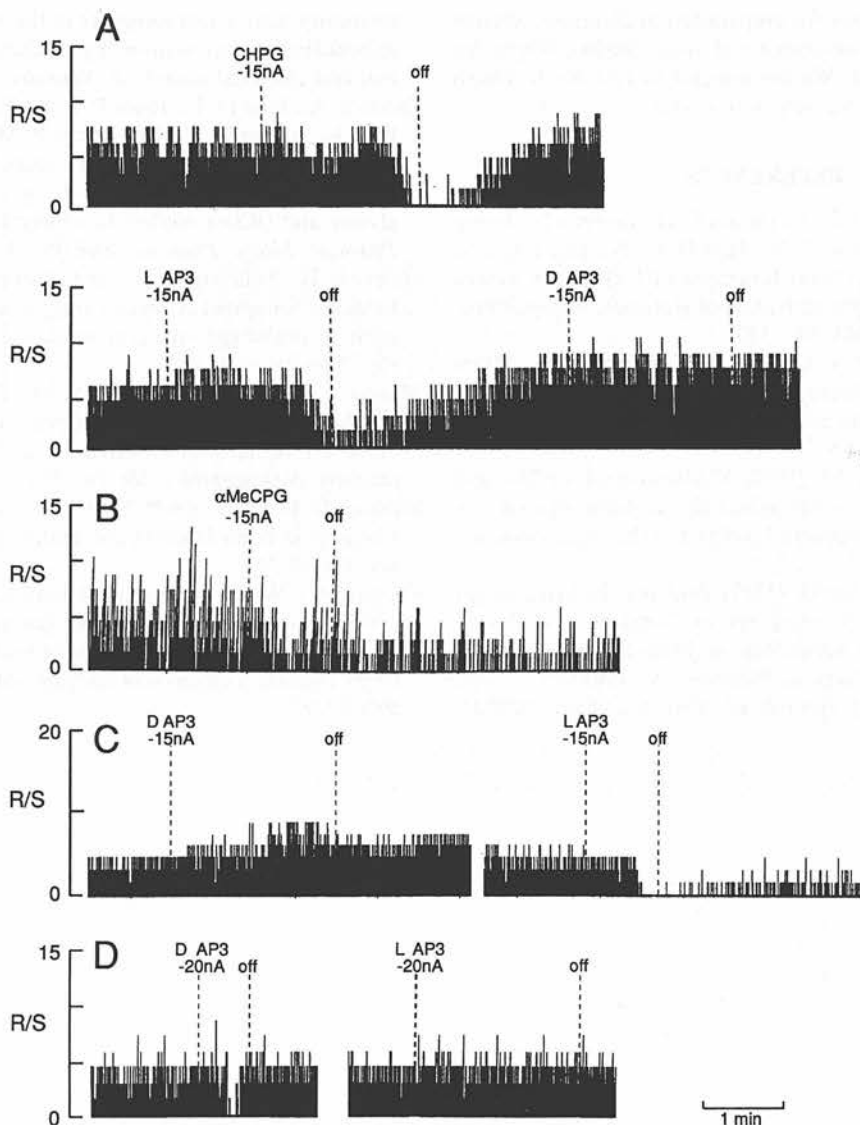 A
15
CHPG
-15nA
off
R/S
0
15
L AP3
-15nA
off
D AP3
-15nA
off
R/S
0
B
15
αMeCPG
-15nA
off
R/S
0
C
20
D AP3
-15nA
off
L AP3
-15nA
off
R/S
0
D
15
D AP3
-20nA
off
L AP3
-20nA
off
R/S
0
1 min